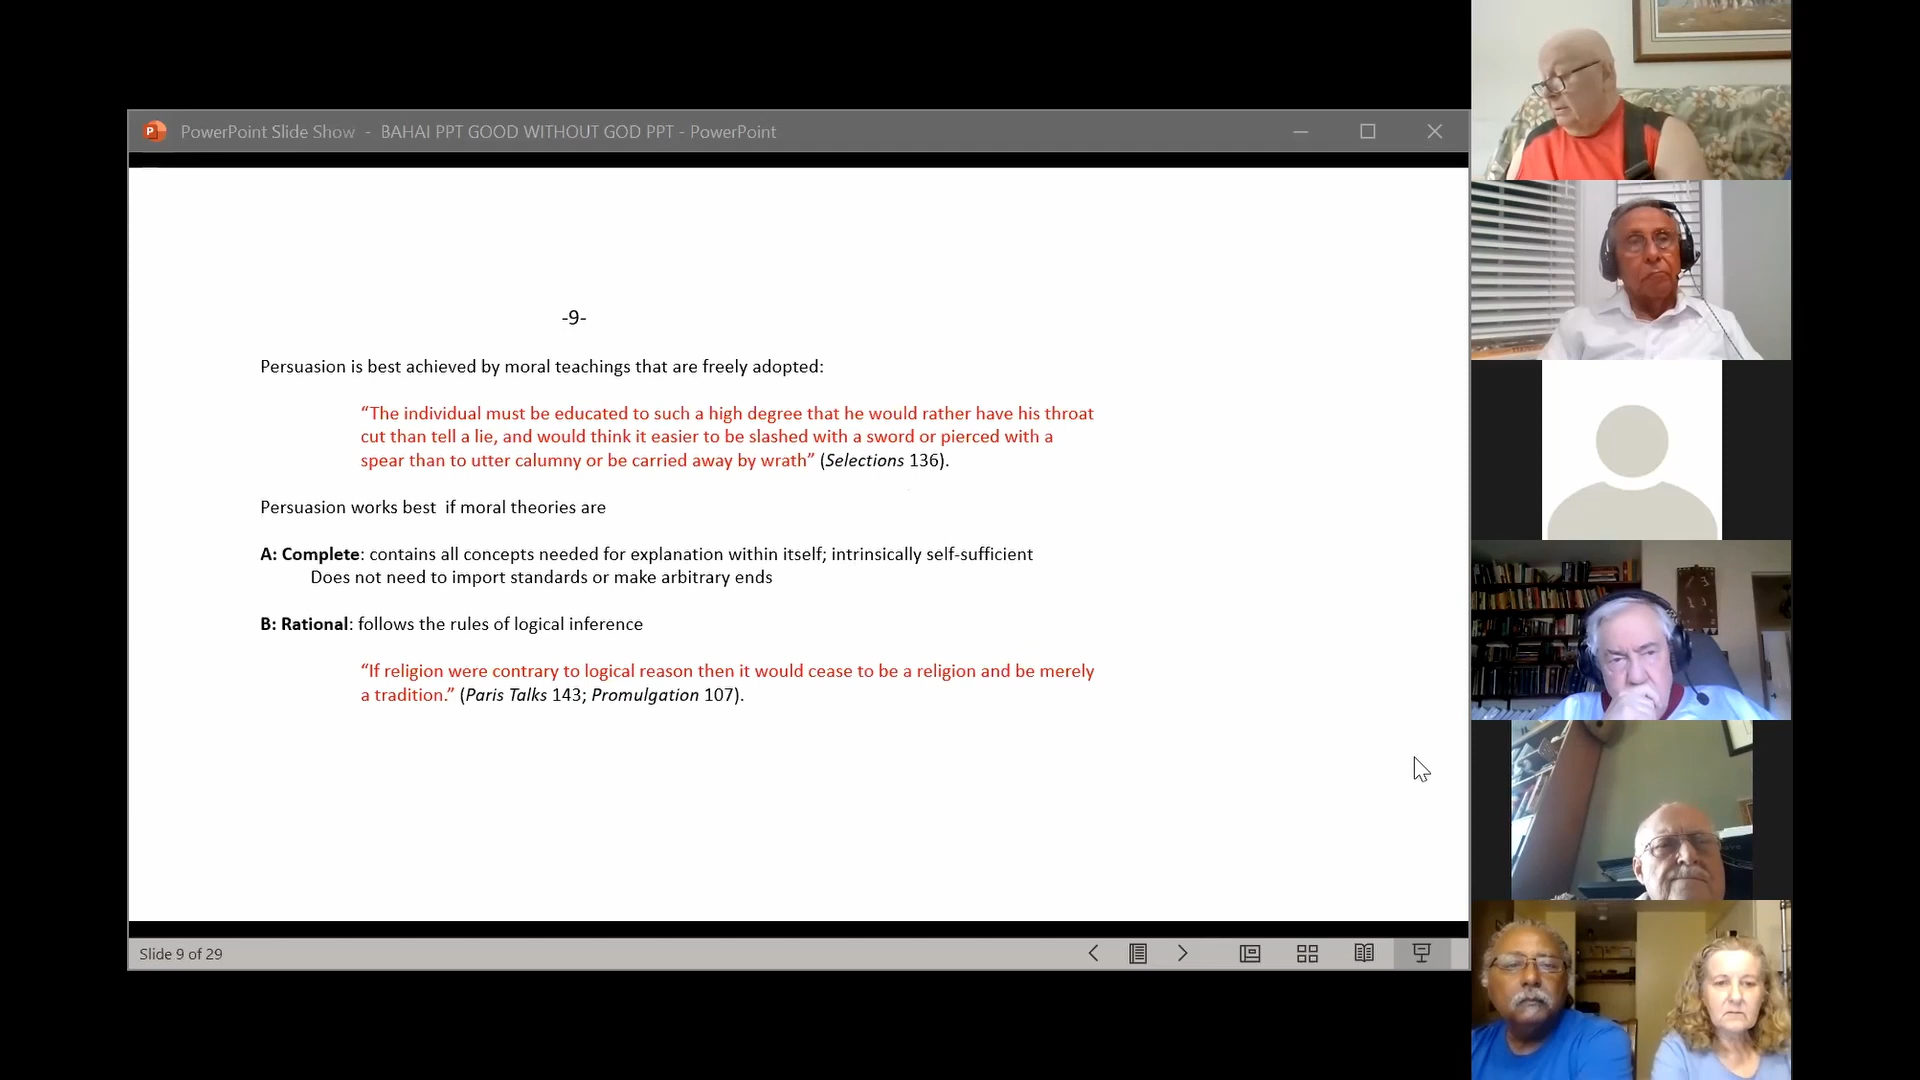 PowerPoint Slide Show - BAHAI PPT GOOD WITHOUT GOD PPT - PowerPoint
-9-
Persuasion is best achieved by moral teachings that are freely adopted:
“The individual must be educated to such a high degree that he would rather have his throat
cut than tell a lie, and would think it easier to be slashed with a sword or pierced with a
spear than to utter calumny or be carried away by wrath” (Selections 136).
Persuasion works best  if moral theories are
A: Complete: contains all concepts needed for explanation within itself; intrinsically self-sufficient
Does not need to import standards or make arbitrary ends
B: Rational: follows the rules of logical inference
“If religion were contrary to logical reason then it would cease to be a religion and be merely
a tradition.” (Paris Talks 143; Promulgation 107).
Slide 9 of 29